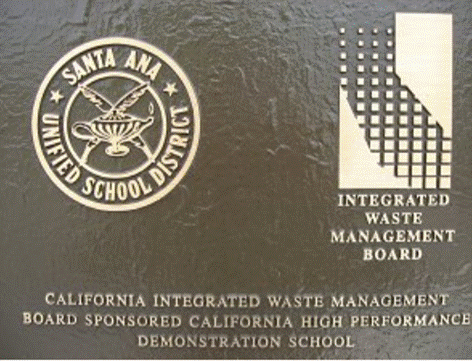 SANTA ANA
UNIFIED SCHOOL DISTRICT
INTEGRATED
WASTE
MANAGEMENT
BOARD
CALIFORNIA INTEGRATED WASTE MANAGEMENT
BOARD SPONSORED CALIFORNIA HIGH PERFORMANCE
DEMONSTRATION SCHOOL